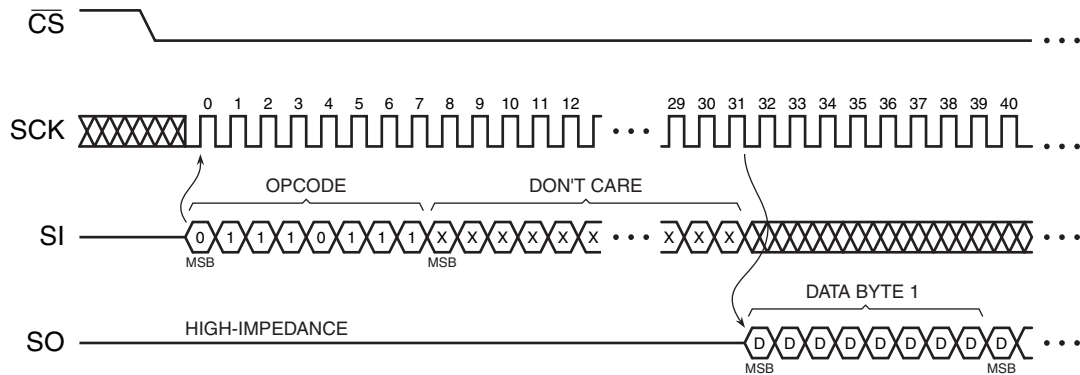 CS
0 1 2 3 4 5 6 7 8 9 10 11 12 29 30 31 32 33 34 35 36 37 38 39 40
SCK
OPCODE DON'T CARE
SI 0 1 1 1 0 1 1 1 X X X X X X X X X
MSB MSB
DATA BYTE 1
HIGH-IMPEDANCE
SO D D D D D D D D D
MSB MSB